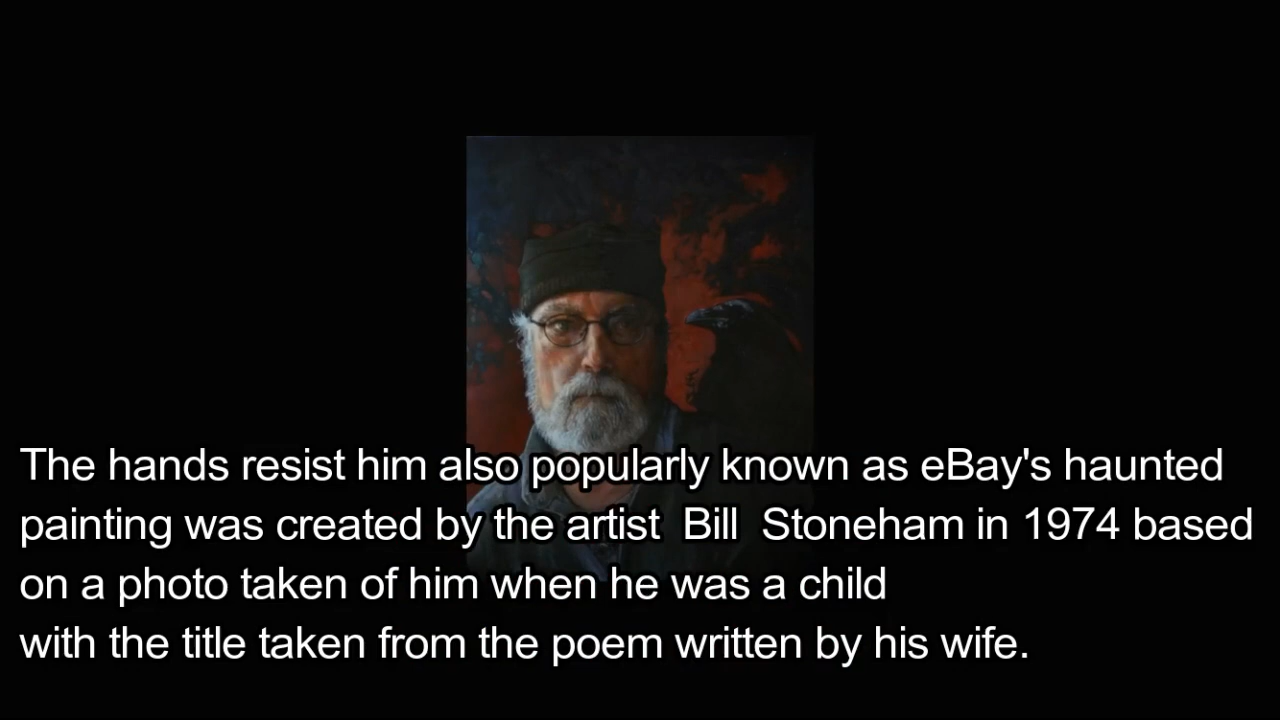 The hands resist him also popularly known as eBay's haunted
painting was created by the artist  Bill  Stoneham in 1974 based
on a photo taken of him when he was a child
with the title taken from the poem written by his wife.